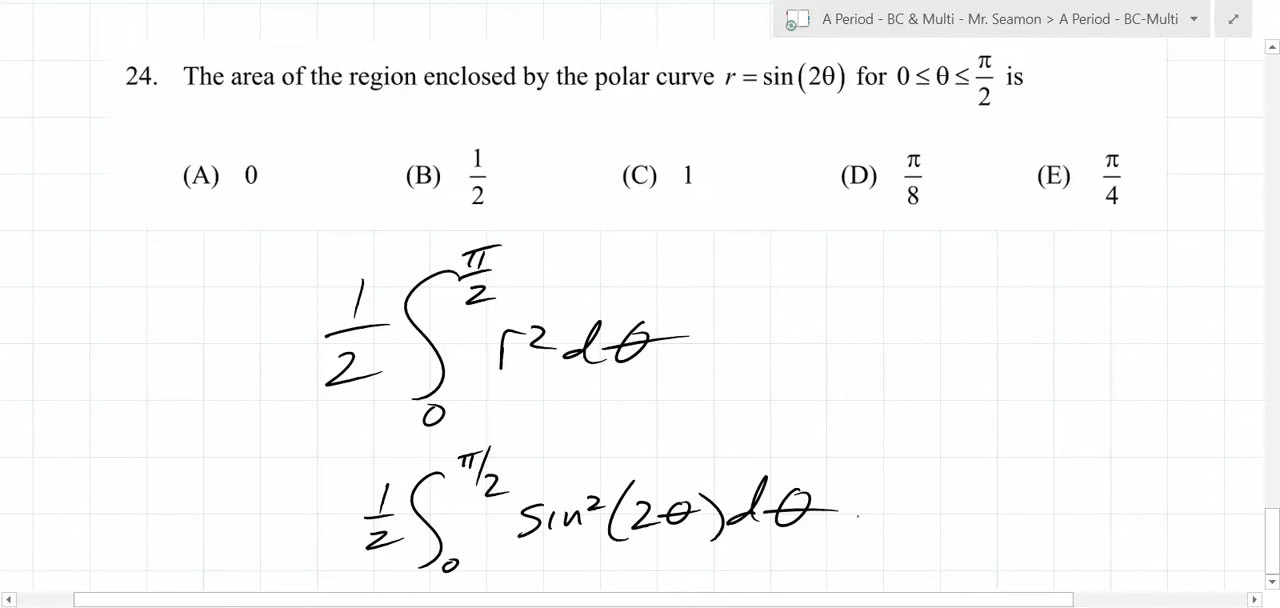 A Period - BC & Multi - Mr. Seamon > A Period - BC-Multi
24. The area of the region enclosed by the polar curve r = sin(2θ) for 0 ≤ θ ≤ π/2 is
(A) 0 (B) 1/2 (C) 1 (D) π/8 (E) π/4
1/2 ∫₀^(π/2) r² dθ
1/2 ∫₀^(π/2) sin²(2θ) dθ